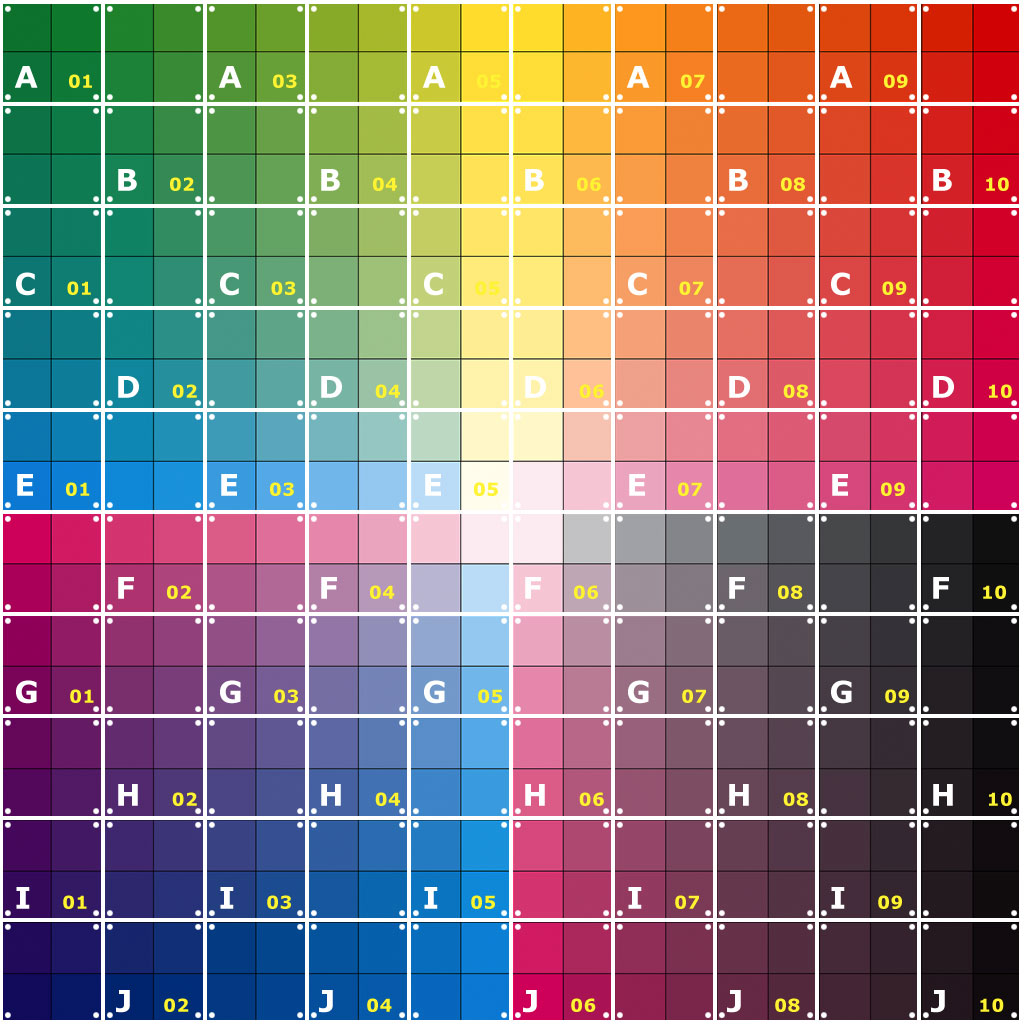 A 01 A 03 A 05 A 07 A 09
B 02 B 04 B 06 B 08 B 10
C 01 C 03 C 05 C 07 C 09
D 02 D 04 D 06 D 08 D 10
E 01 E 03 E 05 E 07 E 09
F 02 F 04 F 06 F 08 F 10
G 01 G 03 G 05 G 07 G 09
H 02 H 04 H 06 H 08 H 10
I 01 I 03 I 05 I 07 I 09
J 02 J 04 J 06 J 08 J 10